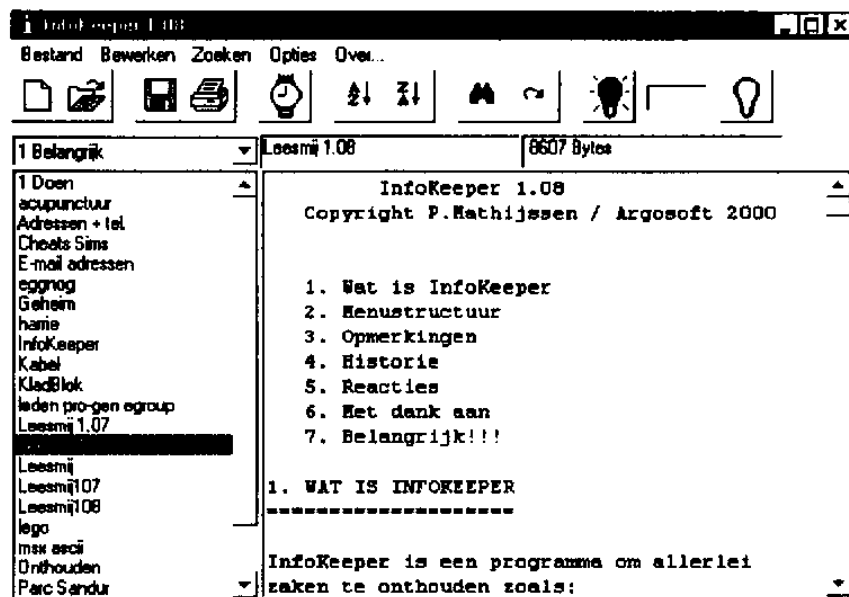 InfoKeeper 1.08
Bestand Bewerken Zoeken Opties Over...
1 Belangrijk
Leesmij 1.08
8607 Bytes
1 Doen
acupunctuur
Adressen + tel.
Cheats Sims
E-mail adressen
eggnog
Geheim
harrie
InfoKeeper
Kabel
KladBlok
leden pro-gen egroup
Leesmij 1.07
Leesmij
Leesmij107
Leesmij108
lego
msx ascii
Onthouden
Parc Sandur
InfoKeeper 1.08
Copyright P.Mathijssen / Argosoft 2000
1. Wat is InfoKeeper
2. Menustructuur
3. Opmerkingen
4. Historie
5. Reacties
6. Met dank aan
7. Belangrijk!!!
1. WAT IS INFOKEEPER
====================
InfoKeeper is een programma om allerlei
zaken te onthouden zoals: